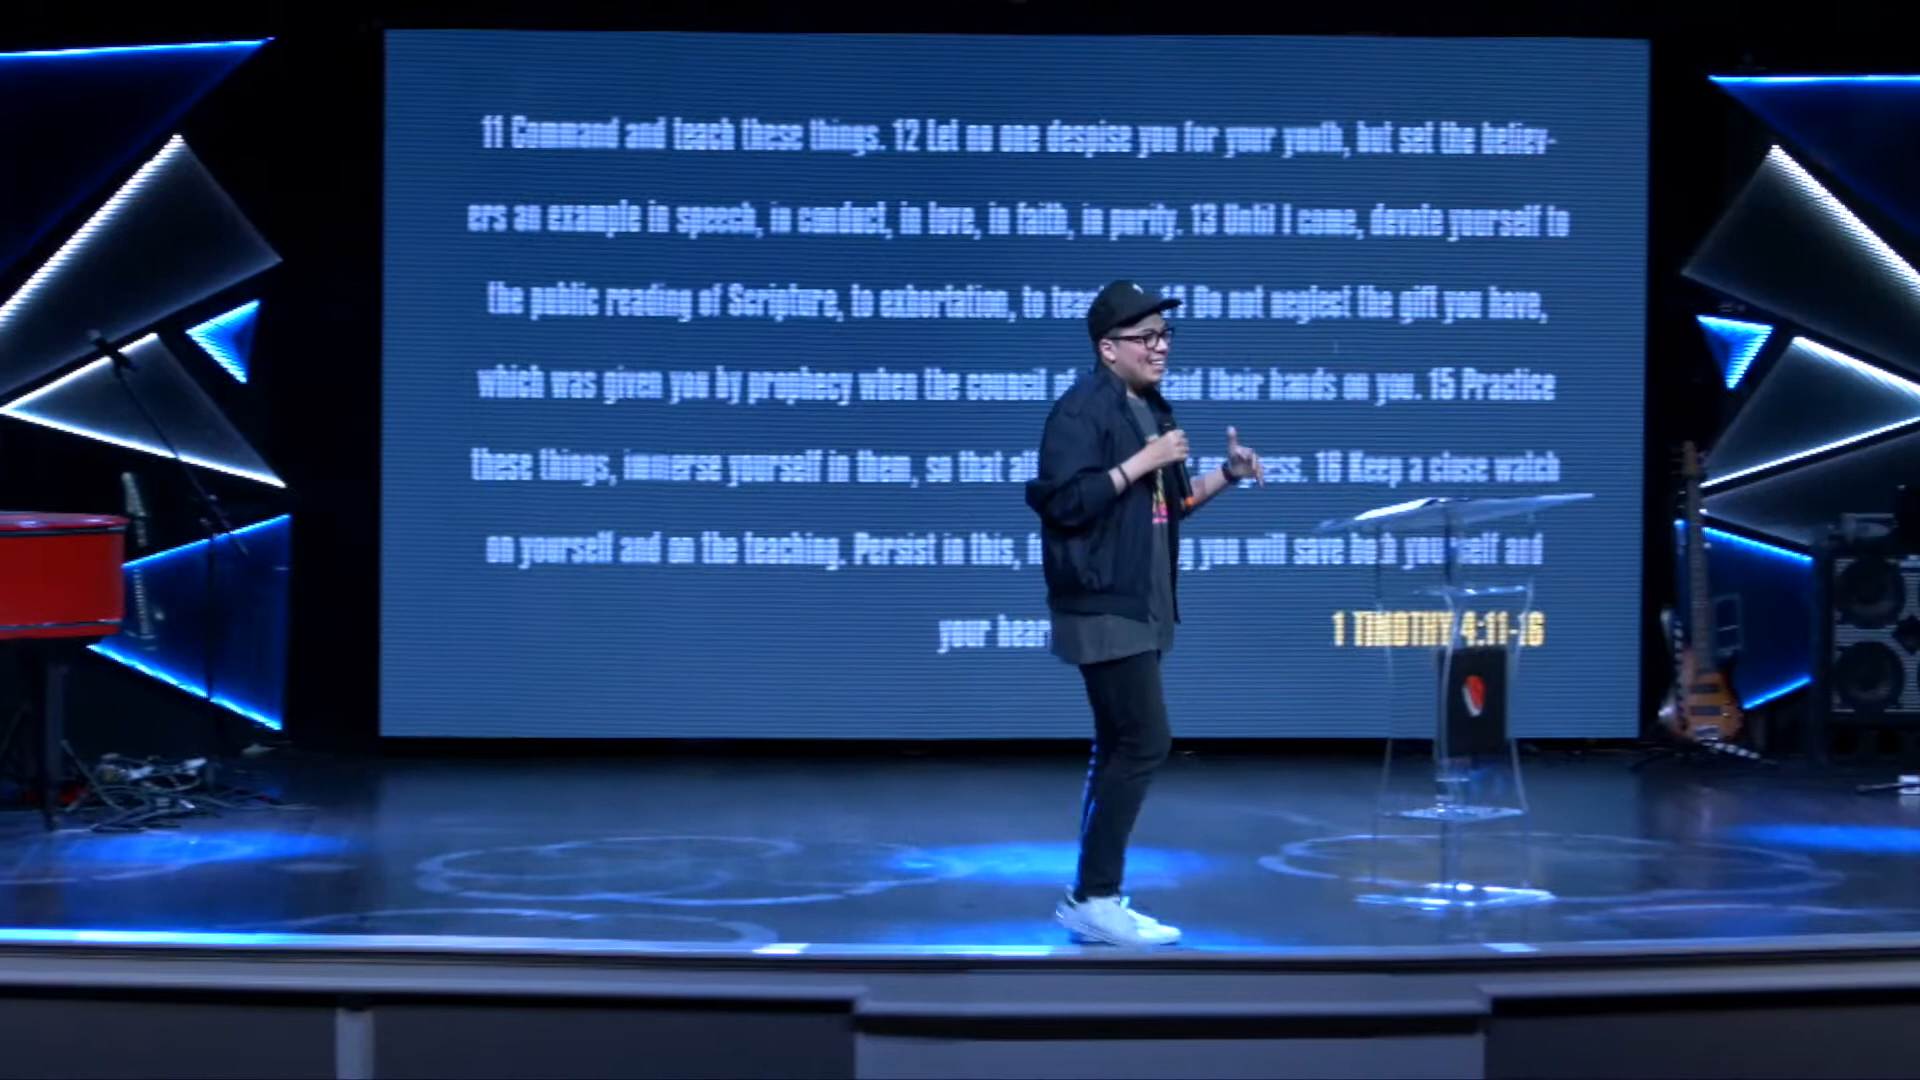 11 Command and teach these things. 12 Let no one despise you for your youth, but set the believ-
ers an example in speech, in conduct, in love, in faith, in purity. 13 Until I come, devote yourself to
the public reading of Scripture, to exhortation, to 14 Do not neglect the gift you have,
which was given you by prophecy when the council of laid their hands on you. 15 Practice
these things, immerse yourself in them, so that all 16 Keep a close watch
on yourself and on the teaching. Persist in this, you will save both yourself and
your
1 TIMOTHY 4:11-16